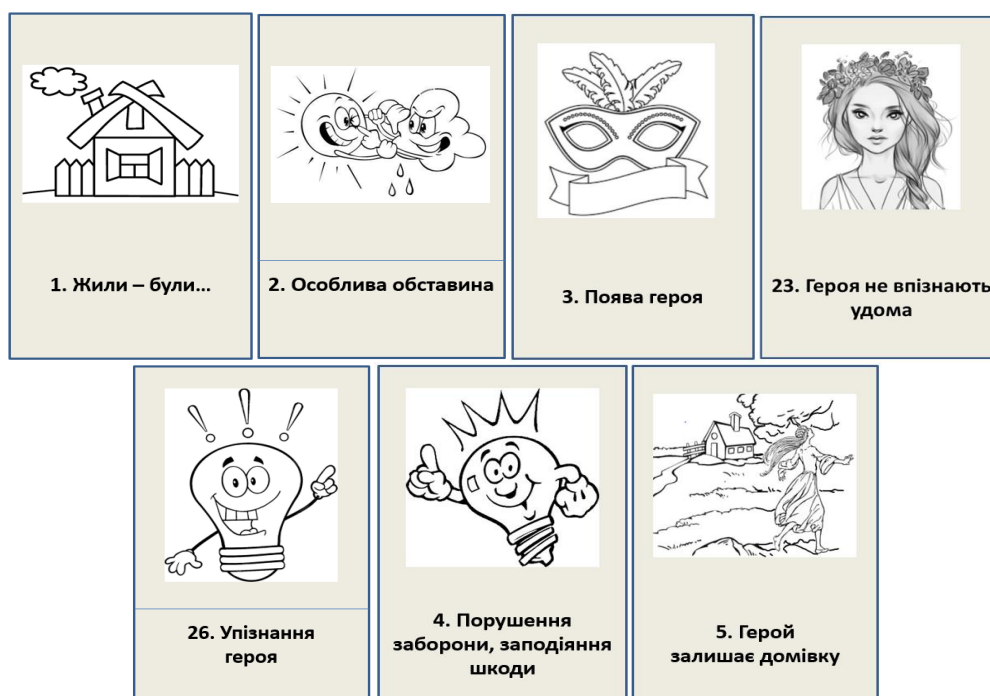 1. Жили – були…
2. Особлива обставина
3. Поява героя
23. Героя не впізнають
удома
26. Упізнання
героя
4. Порушення
заборони, заподіяння
шкоди
5. Герой
залишає домівку